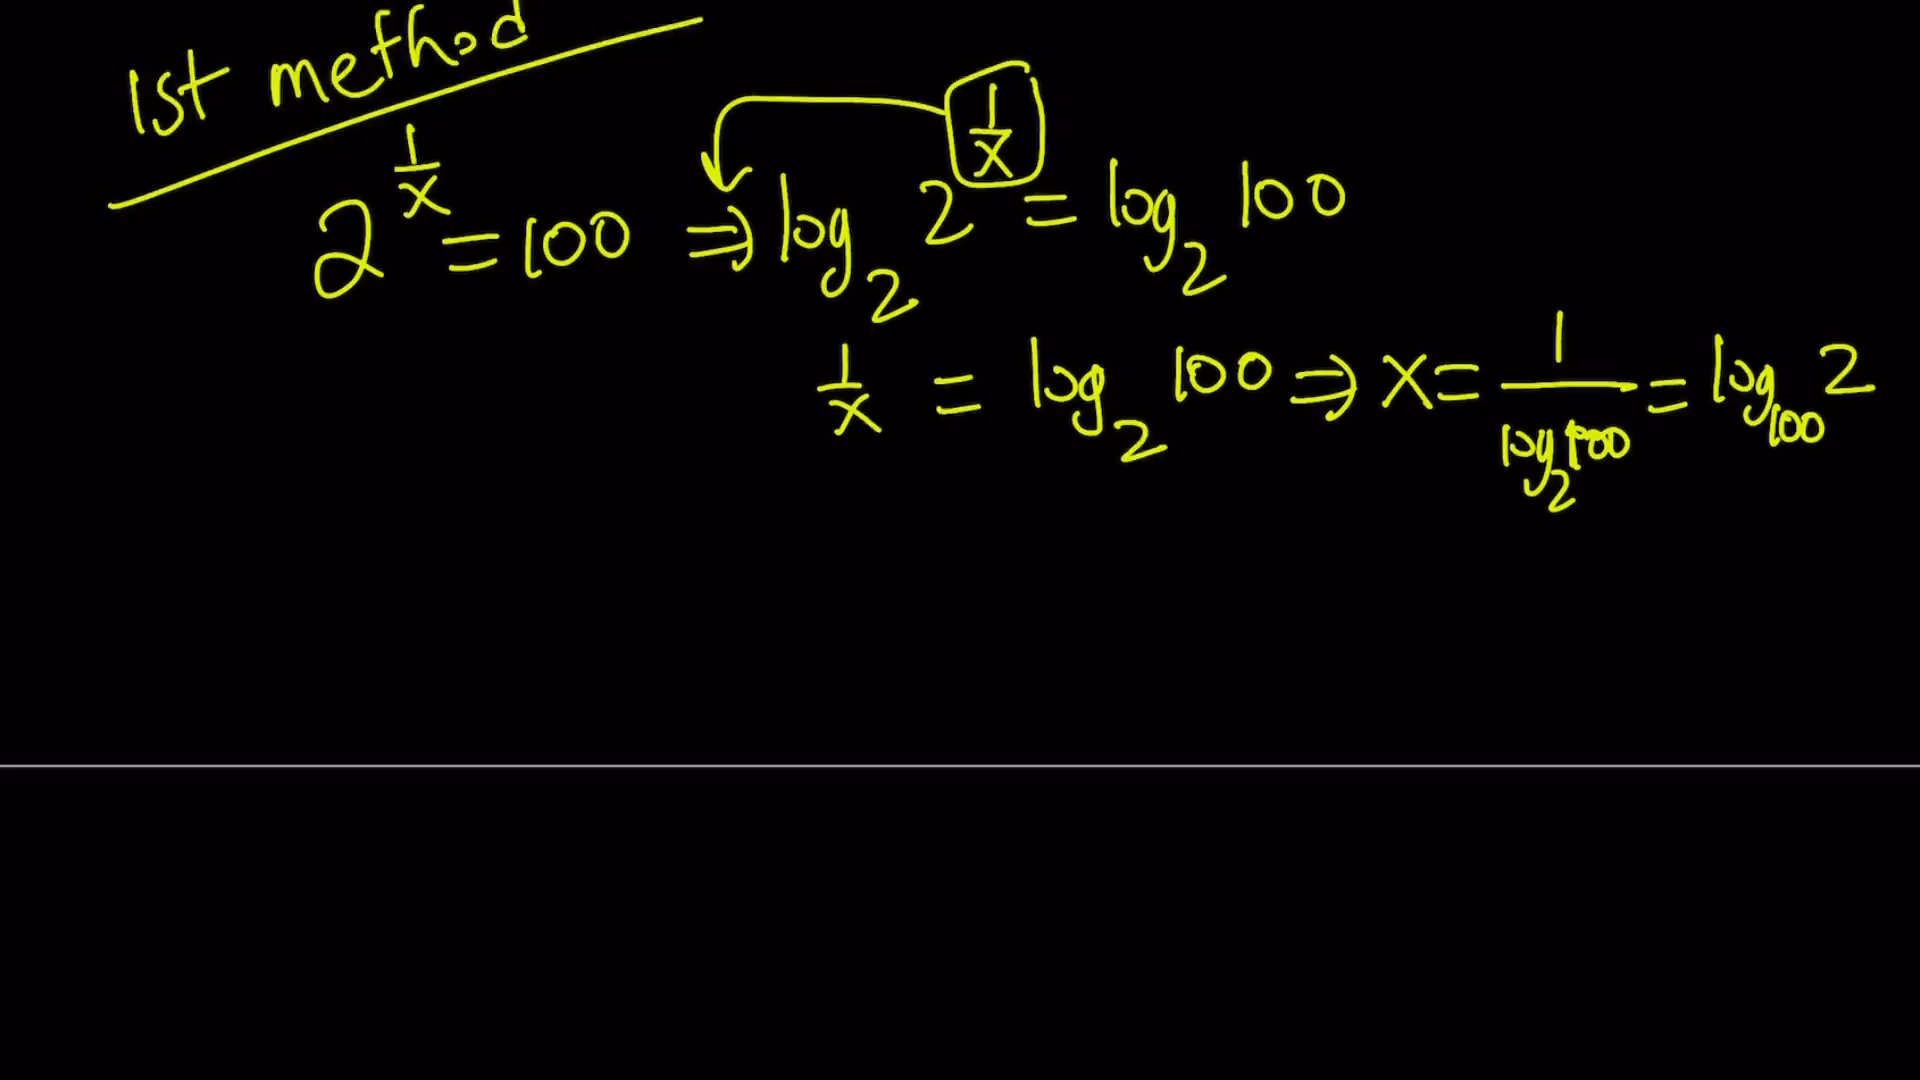 1st method
2^(1/x) = 100 ⇒ log₂ 2^(1/x) = log₂ 100
1/x = log₂ 100 ⇒ x = 1/(log₂ 100) = log₁₀₀ 2